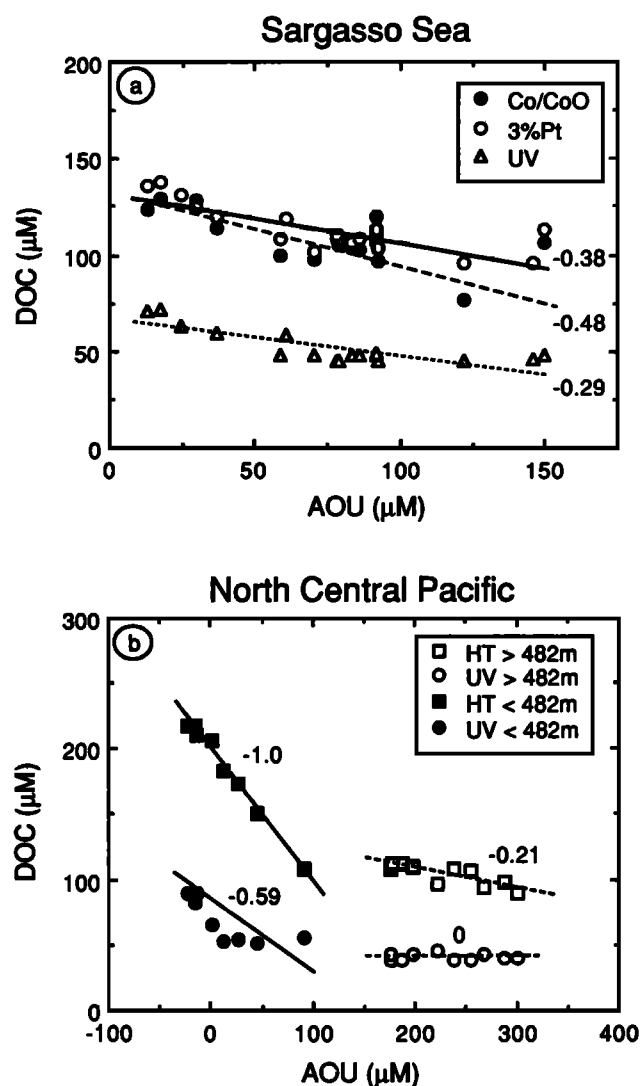 Sargasso Sea
a
Co/CoO
3%Pt
UV
200
150
100
50
0
DOC (μM)
-0.38
-0.48
-0.29
0
50
100
150
AOU (μM)
North Central Pacific
b
HT > 482m
UV > 482m
HT < 482m
UV < 482m
300
200
100
0
DOC (μM)
-1.0
-0.59
-0.21
0
-100
0
100
200
300
400
AOU (μM)